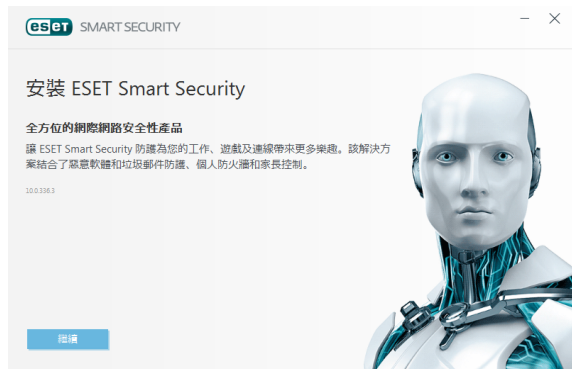 eset SMART SECURITY
安裝 ESET Smart Security
全方位的網際網路安全性產品
讓 ESET Smart Security 防護為您的工作、遊戲及連線帶來更多樂趣。該解決方
案結合了惡意軟體和垃圾郵件防護、個人防火牆和家長控制。
10.0.336.3
繼續